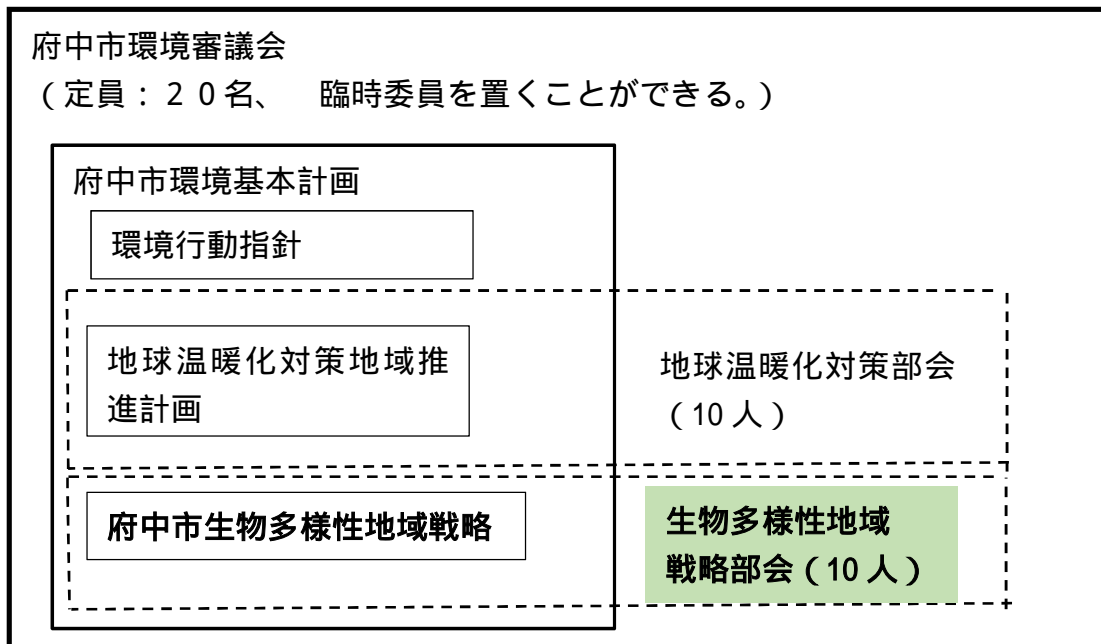 府中市環境審議会
（定員：２０名、　臨時委員を置くことができる。）
府中市環境基本計画
環境行動指針
地球温暖化対策地域推
進計画
地球温暖化対策部会
（10人）
府中市生物多様性地域戦略
生物多様性地域
戦略部会（10人）